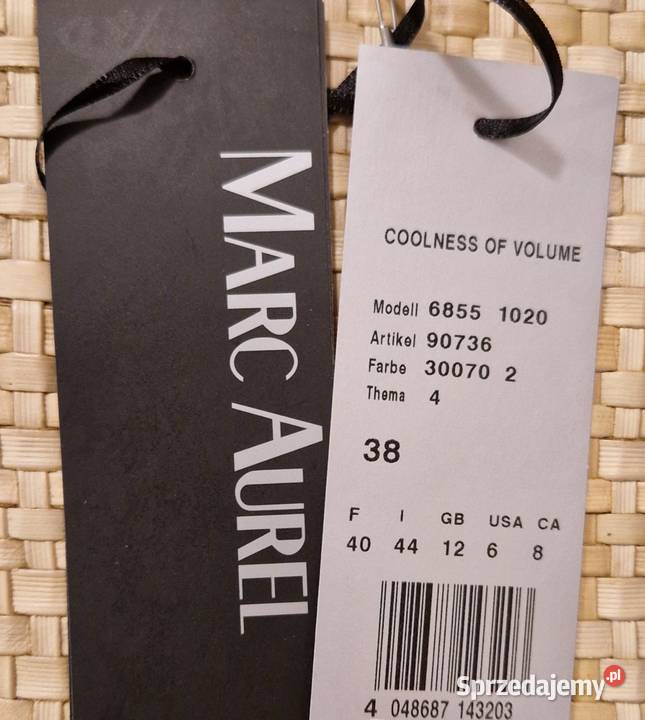 MARC AUREL
COOLNESS OF VOLUME
Modell 6855 1020
Artikel 90736
Farbe 30070 2
Thema 4
38
F I GB USA CA
40 44 12 6 8
4 048687 143203
Sprzedajemy.pl